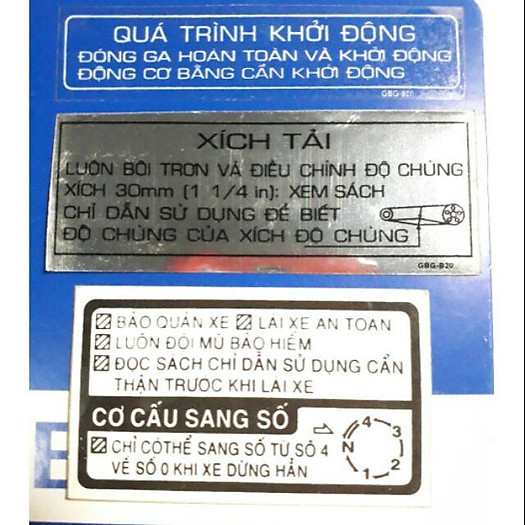 QUÁ TRÌNH KHỞI ĐỘNG
ĐÓNG GA HOÀN TOÀN VÀ KHỞI ĐỘNG
ĐỘNG CƠ BẰNG CẦN KHỞI ĐỘNG
GBG-B20
XÍCH TẢI
LUÔN BÔI TRƠN VÀ ĐIỀU CHỈNH ĐỘ CHÙNG
XÍCH 30mm (1 1/4 in): XEM SÁCH
CHỈ DẪN SỬ DỤNG ĐỂ BIẾT
ĐỘ CHÙNG CỦA XÍCH ĐỘ CHÙNG
GBG-B20
BẢO QUẢN XE LÁI XE AN TOAN
LUÔN ĐỘI MŨ BẢO HIỂM
ĐỌC SÁCH CHỈ DẪN SỬ DỤNG CẨN
THẬN TRƯỚC KHI LÁI XE
CƠ CẤU SANG SỐ
CHỈ CÓTHỂ SANG SỐ TỪ SỐ 4
VỀ SỐ 0 KHI XE DỪNG HẲN
N 4 3 2 1